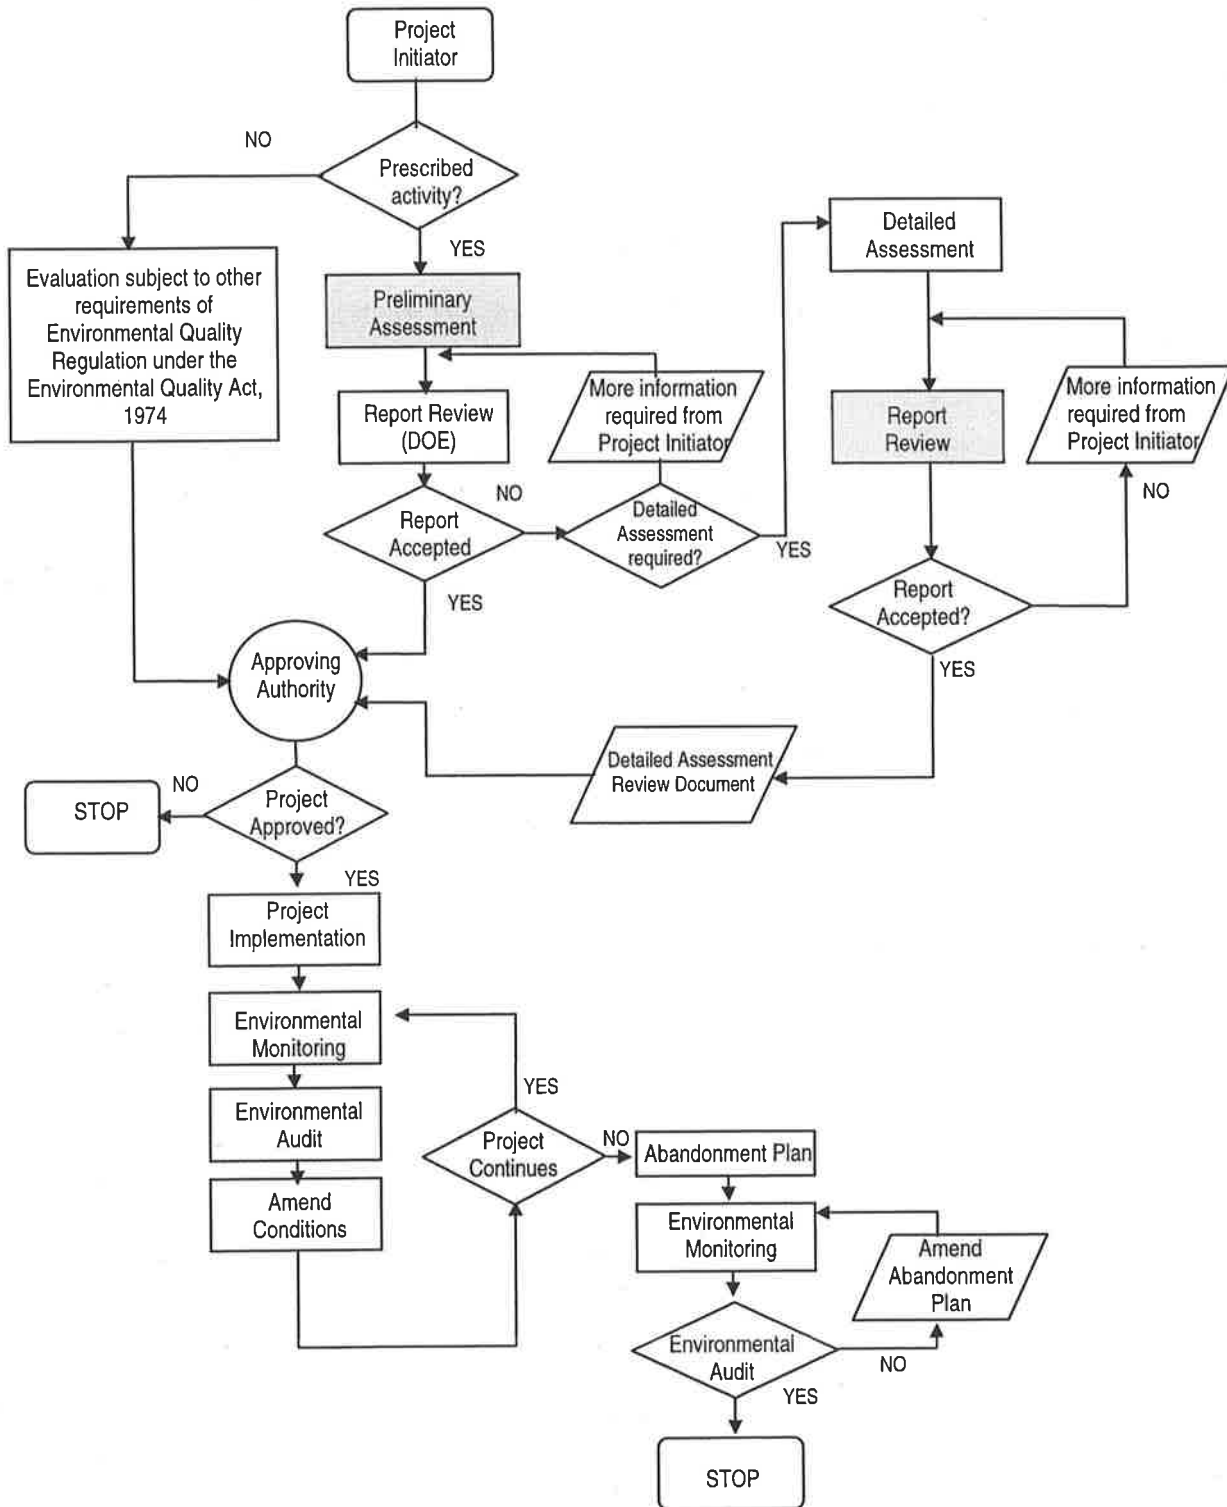 Project
Initiator
NO
Prescribed
activity?
YES
Evaluation subject to other
requirements of
Environmental Quality
Regulation under the
Environmental Quality Act,
1974
Preliminary
Assessment
Report Review
(DOE)
More information
required from
Project Initiator
Report
Accepted
NO
Detailed
Assessment
required?
YES
YES
Detailed
Assessment
Report
Review
More information
required from
Project Initiator
NO
Report
Accepted?
YES
Detailed Assessment
Review Document
Approving
Authority
Project
Approved?
NO
STOP
YES
Project
Implementation
Environmental
Monitoring
Environmental
Audit
Amend
Conditions
YES
Project
Continues
NO
Abandonment Plan
Environmental
Monitoring
Amend
Abandonment
Plan
Environmental
Audit
NO
YES
STOP